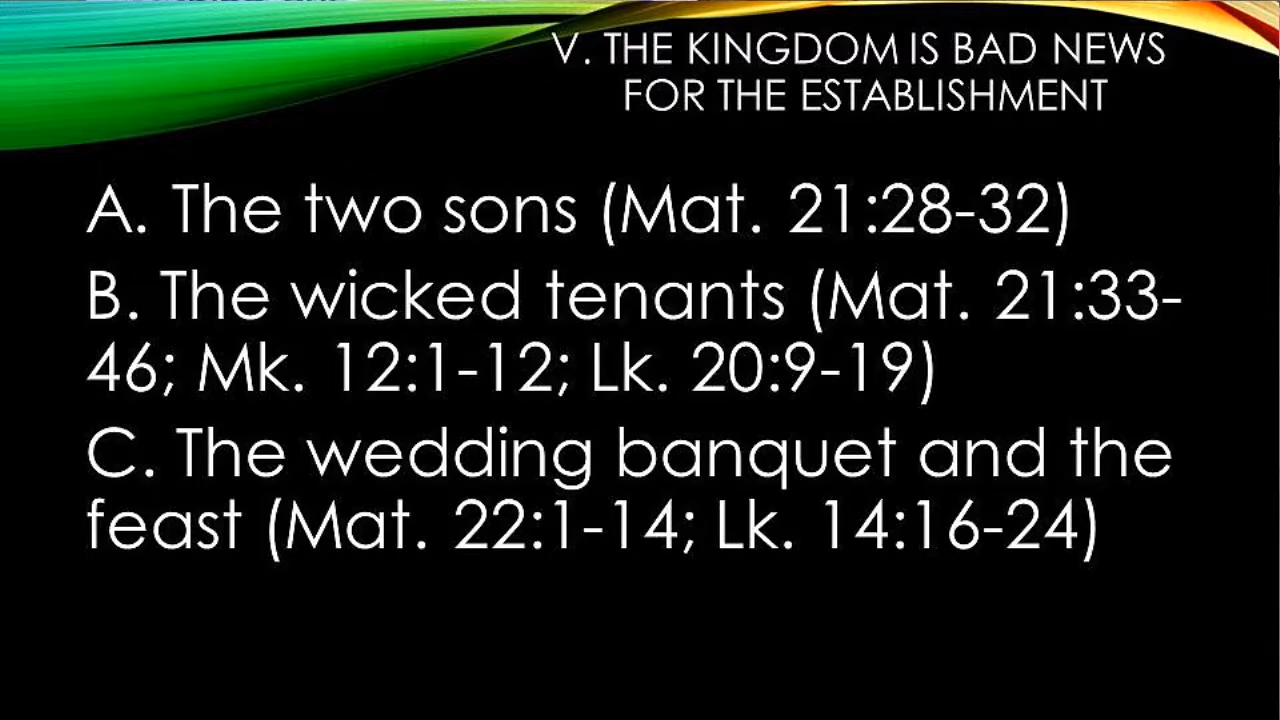 V. THE KINGDOM IS BAD NEWS
FOR THE ESTABLISHMENT
A. The two sons (Mat. 21:28-32)
B. The wicked tenants (Mat. 21:33-
46; Mk. 12:1-12; Lk. 20:9-19)
C. The wedding banquet and the
feast (Mat. 22:1-14; Lk. 14:16-24)